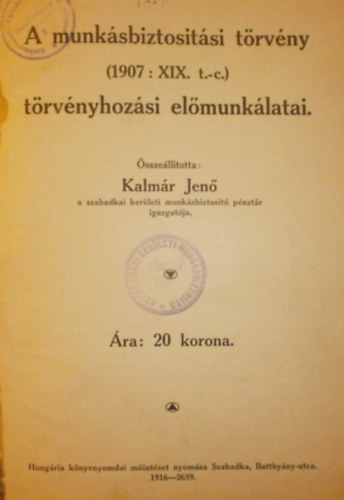 A munkásbiztositási törvény
(1907 : XIX. t.-c.)
törvényhozási előmunkálatai.
Összeállitotta:
Kalmár Jenő
a szabadkai kerületi munkásbiztositó pénztár
igazgatója.
Ára: 20 korona.
Hungária könyvnyomdai műintézet nyomása Szabadka, Batthyány-utca.
1916—2659.